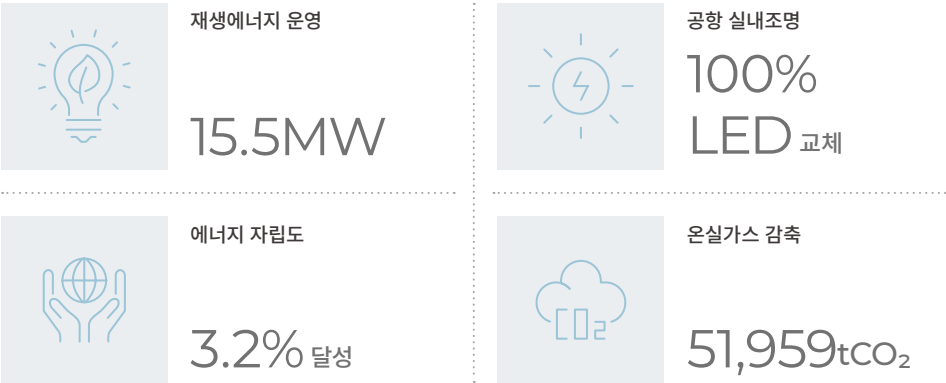 재생에너지 운영
15.5MW
공항 실내조명
100%
LED 교체
에너지 자립도
3.2% 달성
온실가스 감축
CO2
51,959tCO₂